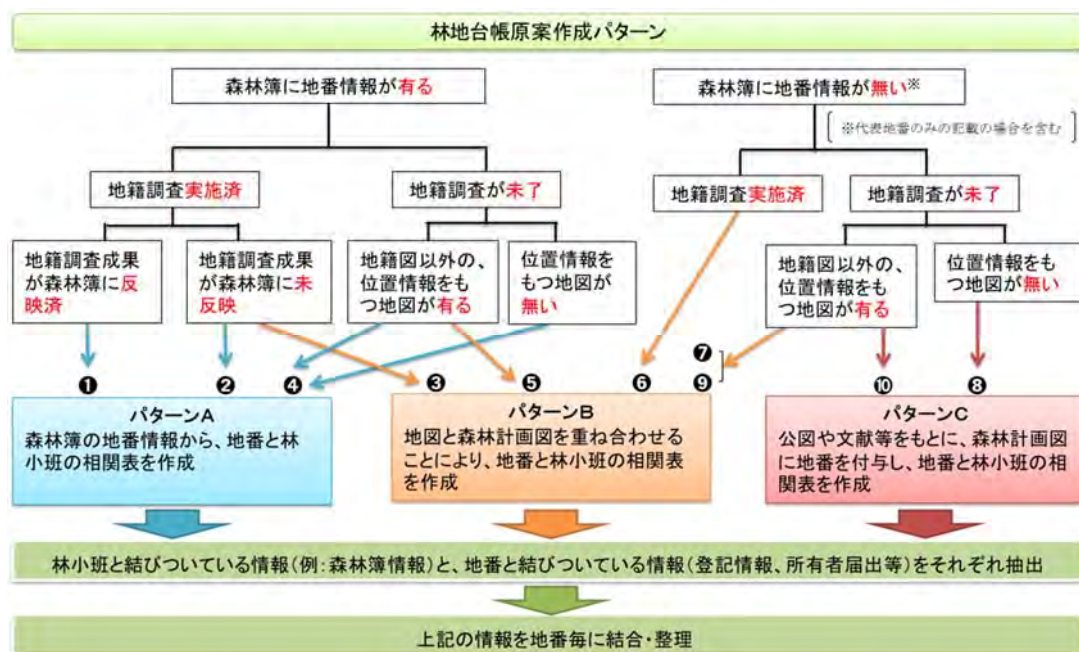 林地台帳原案作成パターン
森林簿に地番情報が有る
森林簿に地番情報が無い※
※代表地番のみの記載の場合を含む
地籍調査実施済
地籍調査が未了
地籍調査実施済
地籍調査が未了
地籍調査成果
が森林簿に反
映済
地籍調査成果
が森林簿に未
反映
地籍図以外の、
位置情報をも
つ地図が有る
位置情報を
もつ地図が
無い
地籍図以外の、
位置情報をも
つ地図が有る
位置情報をも
つ地図が無い
❶
❷
❹
❸
❺
❻
❼
❾
❿
❽
パターンA
森林簿の地番情報から、地番と林
小班の相関表を作成
パターンB
地図と森林計画図を重ね合わせる
ことにより、地番と林小班の相関表
を作成
パターンC
公図や文献等をもとに、森林計画図
に地番を付与し、地番と林小班の相
関表を作成
林小班と結びついている情報(例:森林簿情報)と、地番と結びついている情報(登記情報、所有者届出等)をそれぞれ抽出
上記の情報を地番毎に結合・整理